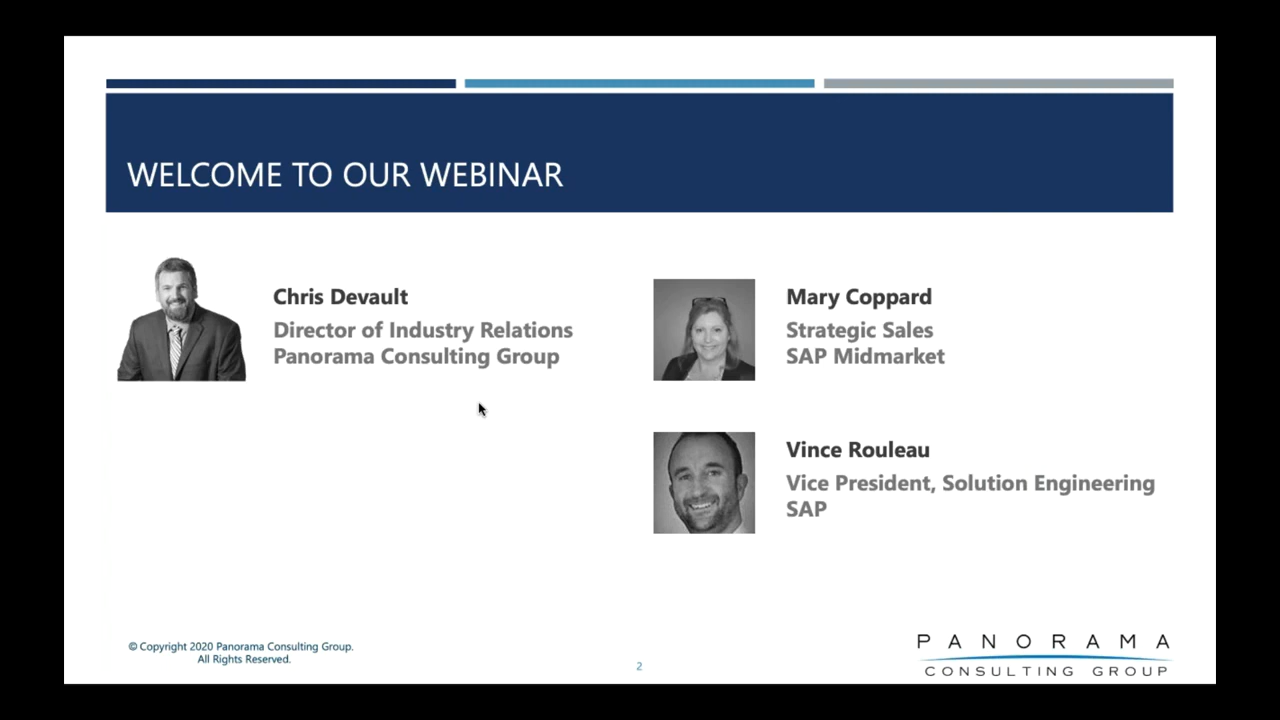 WELCOME TO OUR WEBINAR
Chris Devault
Director of Industry Relations
Panorama Consulting Group
Mary Coppard
Strategic Sales
SAP Midmarket
Vince Rouleau
Vice President, Solution Engineering
SAP
© Copyright 2020 Panorama Consulting Group.
All Rights Reserved.
2
PANORAMA
CONSULTING GROUP